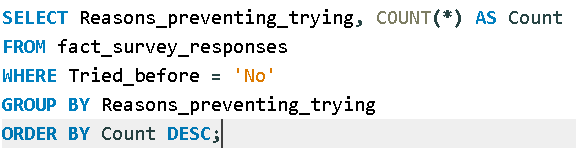 SELECT Reasons_preventing_trying, COUNT(*) AS Count
FROM fact_survey_responses
WHERE Tried_before = 'No'
GROUP BY Reasons_preventing_trying
ORDER BY Count DESC;